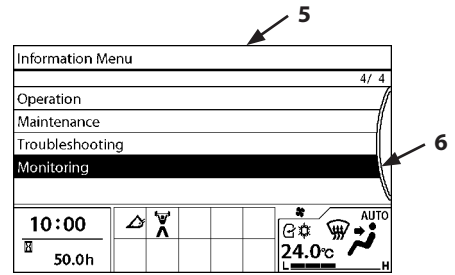 5
Information Menu
4/ 4
Operation
Maintenance
Troubleshooting
Monitoring
6
10:00
50.0h
AUTO
24.0°c
L H